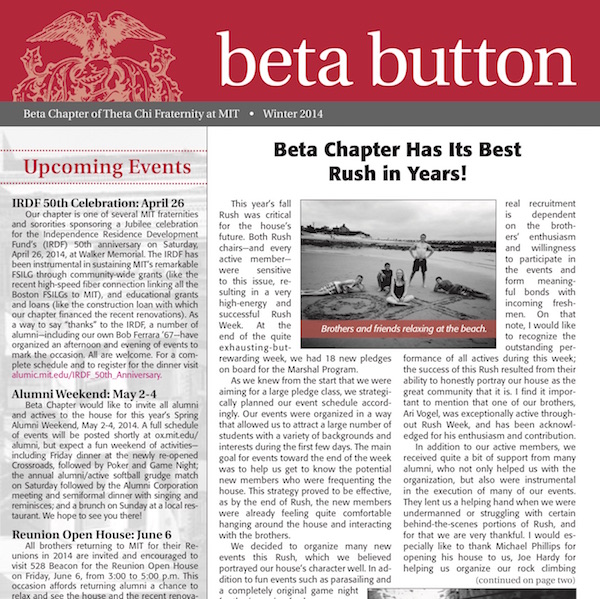 beta button
Beta Chapter of Theta Chi Fraternity at MIT • Winter 2014
Upcoming Events
IRDF 50th Celebration: April 26
Our chapter is one of several MIT fraternities
and sororities sponsoring a Jubilee celebration
for the Independence Residence Development
Fund's (IRDF) 50th anniversary on Saturday,
April 26, 2014, at Walker Memorial. The IRDF has
been instrumental in sustaining MIT's remarkable
FSILG through community-wide grants (like the
recent high-speed fiber connection linking all the
Boston FSILGs to MIT), and educational grants
and loans (like the construction loan with which
our chapter financed the recent renovations). As
a way to say "thanks" to the IRDF, a number of
alumni—including our own Bob Ferrara '67—have
organized an afternoon and evening of events to
mark the occasion. All are welcome. For a com-
plete schedule and to register for the dinner visit
alumic.mit.edu/IRDF_50th_Anniversary.
Alumni Weekend: May 2-4
Beta Chapter would like to invite all alumni
and actives to the house for this year's Spring
Alumni Weekend, May 2-4, 2014. A full schedule
of events will be posted shortly at ox.mit.edu/
alumni, but expect a fun weekend of activities—
including Friday dinner at the newly re-opened
Crossroads, followed by Poker and Game Night;
the annual alumni/active softball grudge match
on Saturday followed by the Alumni Corporation
meeting and semiformal dinner with singing and
reminisces; and a brunch on Sunday at a local res-
taurant. We hope to see you there!
Reunion Open House: June 6
All brothers returning to MIT for their Re-
unions in 2014 are invited and encouraged to
visit 528 Beacon for the Reunion Open House
on Friday, June 6, from 3:00 to 5:00 p.m. This
occasion affords returning alumni a chance to
relax and see the house and the recent renova-
Beta Chapter Has Its Best
Rush in Years!
This year's fall
Rush was critical
for the house's
future. Both Rush
chairs—and every
active member—
were sensitive
to this issue, re-
sulting in a very
high-energy and
successful Rush
Week. At the
end of the quite
exhausting-but-
rewarding week, we had 18 new pledges
on board for the Marshal Program.
As we knew from the start that we were
aiming for a large pledge class, we strategi-
cally planned our event schedule accord-
ingly. Our events were organized in a way
that allowed us to attract a large number of
students with a variety of backgrounds and
interests during the first few days. The main
goal for events toward the end of the week
was to help us get to know the potential
new members who were frequenting the
house. This strategy proved to be effective,
as by the end of Rush, the new members
were already feeling quite comfortable
hanging around the house and interacting
with the brothers.
We decided to organize many new
events this Rush, which we believed
portrayed our house's character well. In ad-
dition to fun events such as parasailing and
a completely original game night
Brothers and friends relaxing at the beach.
real recruitment
is dependent
on the broth-
ers' enthusiasm
and willingness
to participate in
the events and
form meaning-
ful bonds with
incoming fresh-
men. On that
note, I would like
to recognize the
outstanding per-
formance of all actives during this week;
the success of this Rush resulted from their
ability to honestly portray our house as the
great community that it is. I find it impor-
tant to mention that one of our brothers,
Ari Vogel, was exceptionally active through-
out Rush Week, and has been acknowl-
edged for his enthusiasm and contribution.
In addition to our active members, we
received quite a bit of support from many
alumni, who not only helped us with the
organization, but also were instrumental
in the execution of many of our events.
They lent us a helping hand when we were
undermanned or struggling with certain
behind-the-scenes portions of Rush, and
for that we are very thankful. I would es-
pecially like to thank Michael Phillips for
opening his house to us, Joe Hardy for
helping us organize our rock climbing
(continued on page two)